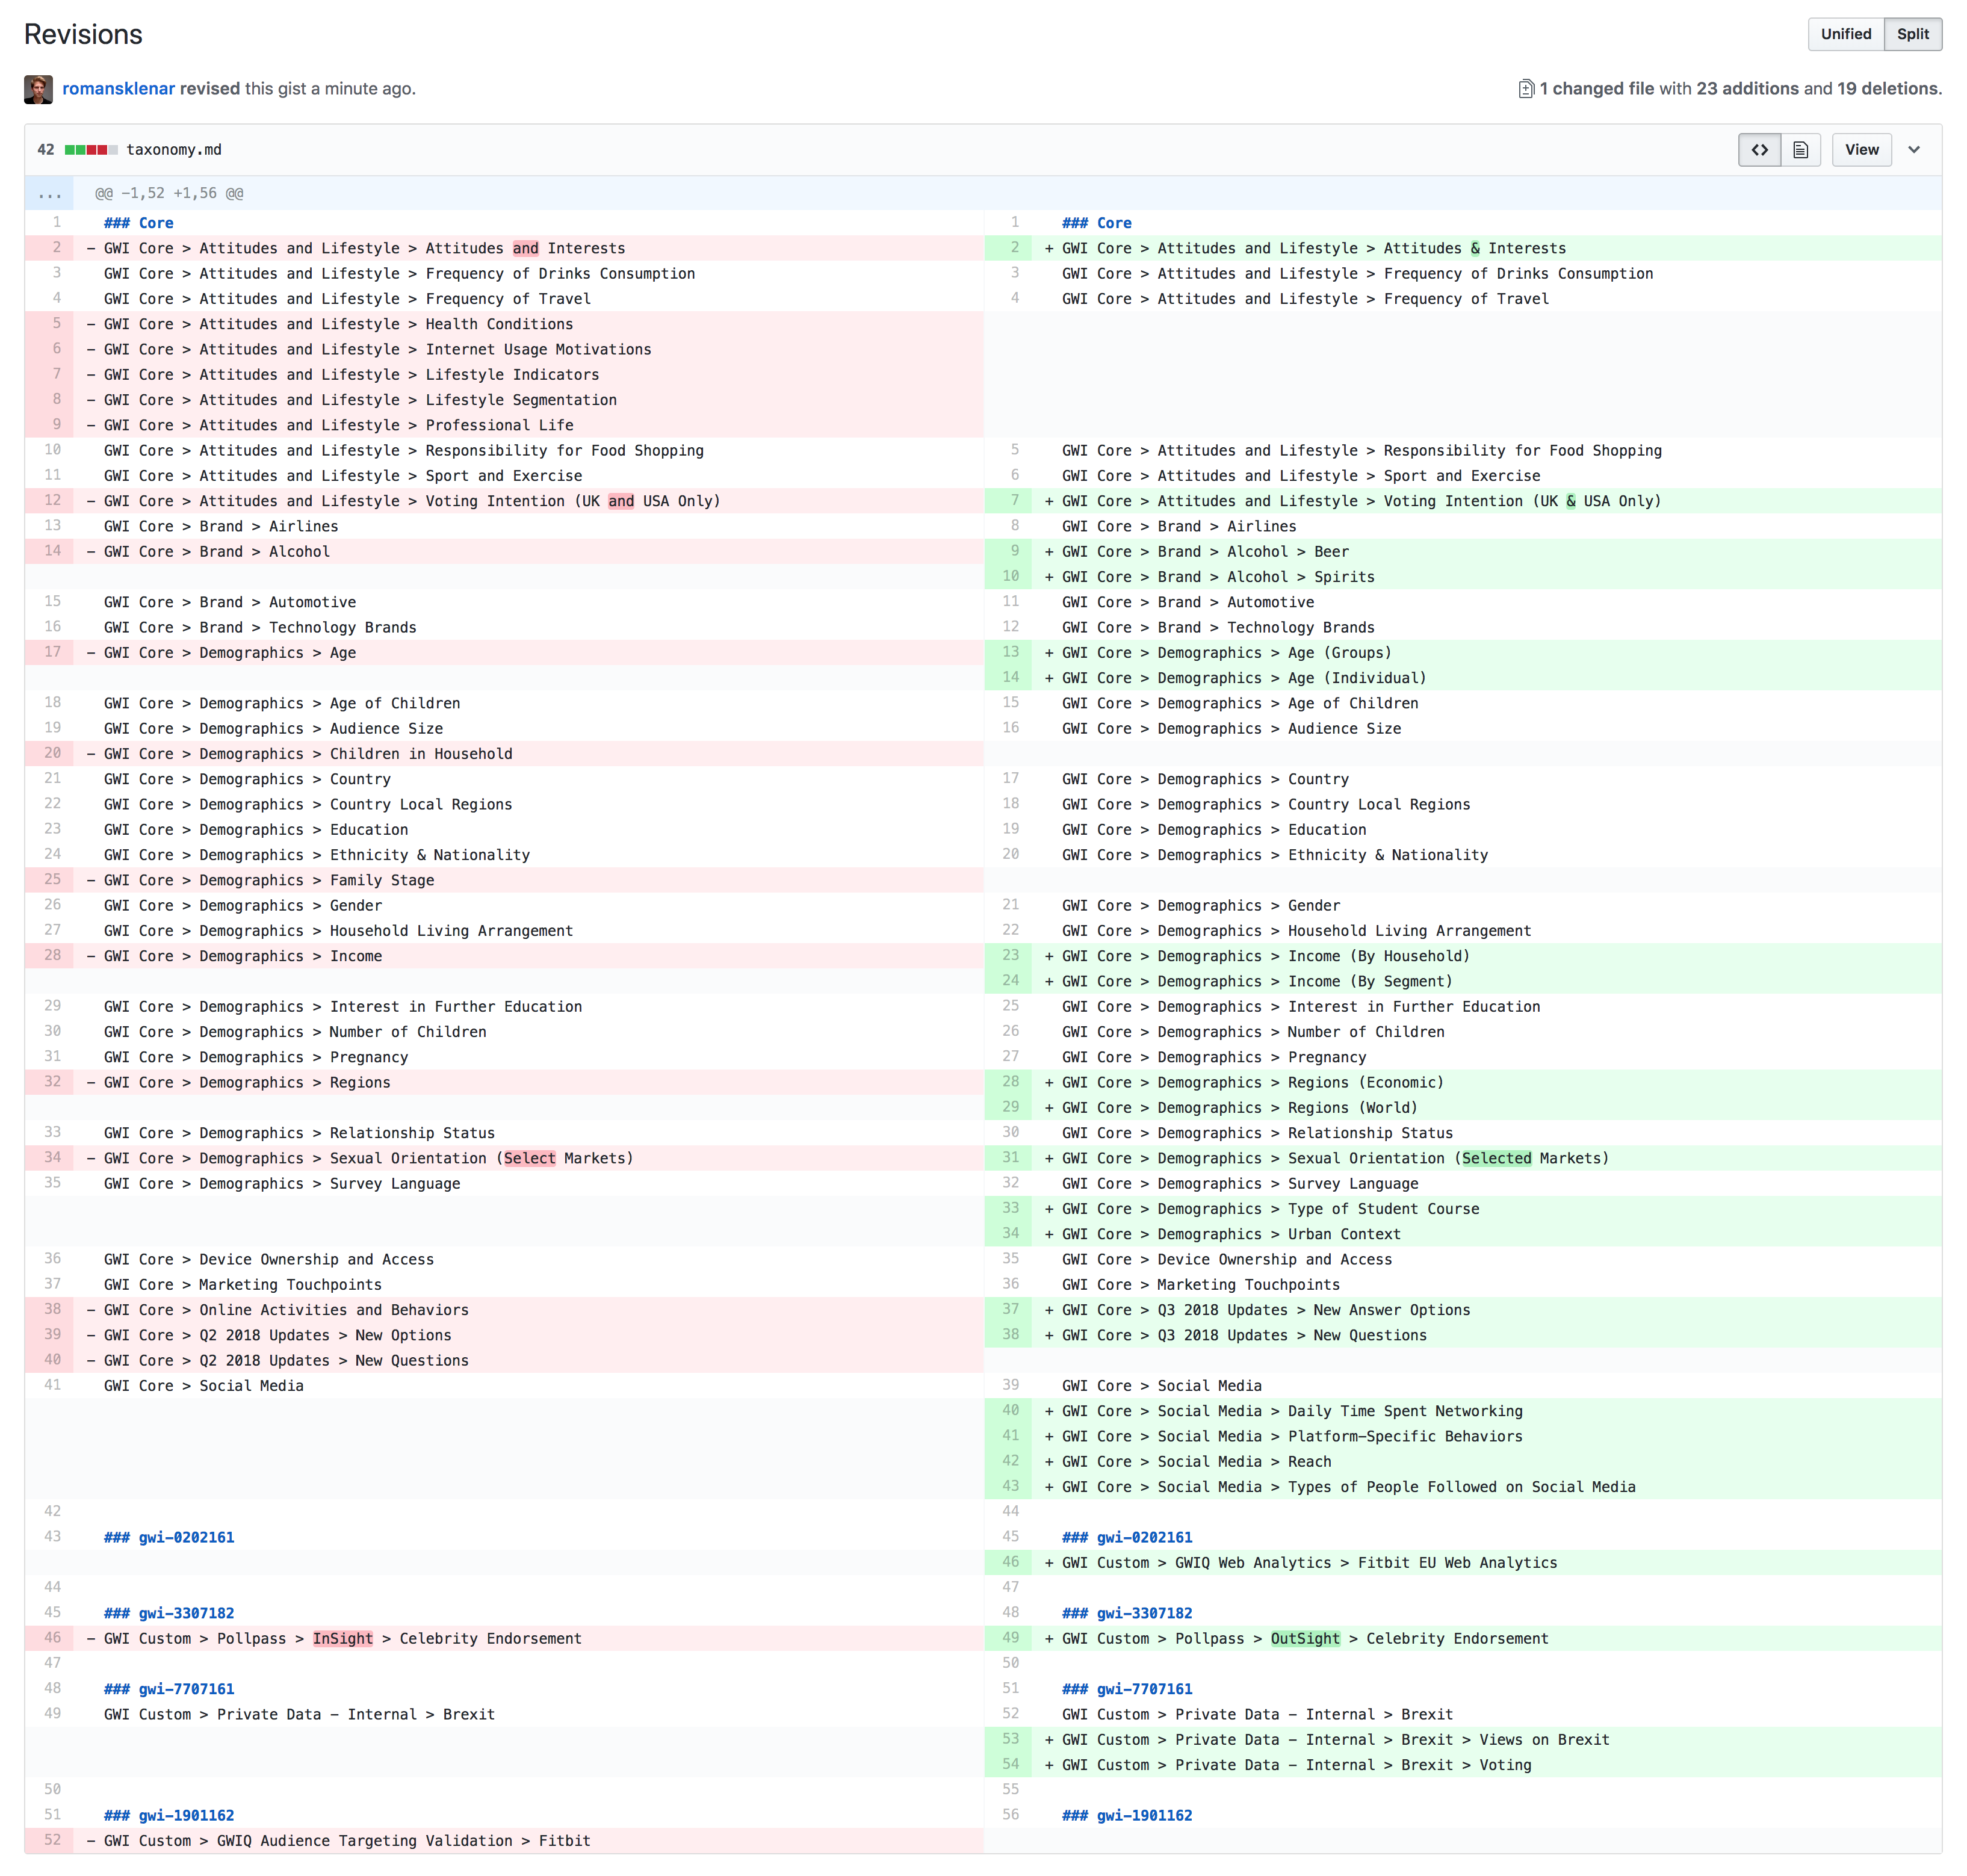 Revisions
Unified Split
romansklenar revised this gist a minute ago.
1 changed file with 23 additions and 19 deletions.
42 taxonomy.md
View
... @@ -1,52 +1,56 @@
1 ### Core 1 ### Core
2 - GWI Core > Attitudes and Lifestyle > Attitudes and Interests 2 + GWI Core > Attitudes and Lifestyle > Attitudes & Interests
3 GWI Core > Attitudes and Lifestyle > Frequency of Drinks Consumption 3 GWI Core > Attitudes and Lifestyle > Frequency of Drinks Consumption
4 GWI Core > Attitudes and Lifestyle > Frequency of Travel 4 GWI Core > Attitudes and Lifestyle > Frequency of Travel
5 - GWI Core > Attitudes and Lifestyle > Health Conditions
6 - GWI Core > Attitudes and Lifestyle > Internet Usage Motivations
7 - GWI Core > Attitudes and Lifestyle > Lifestyle Indicators
8 - GWI Core > Attitudes and Lifestyle > Lifestyle Segmentation
9 - GWI Core > Attitudes and Lifestyle > Professional Life
10 GWI Core > Attitudes and Lifestyle > Responsibility for Food Shopping 5 GWI Core > Attitudes and Lifestyle > Responsibility for Food Shopping
11 GWI Core > Attitudes and Lifestyle > Sport and Exercise 6 GWI Core > Attitudes and Lifestyle > Sport and Exercise
12 - GWI Core > Attitudes and Lifestyle > Voting Intention (UK and USA Only) 7 + GWI Core > Attitudes and Lifestyle > Voting Intention (UK & USA Only)
13 GWI Core > Brand > Airlines 8 GWI Core > Brand > Airlines
14 - GWI Core > Brand > Alcohol 9 + GWI Core > Brand > Alcohol > Beer
10 + GWI Core > Brand > Alcohol > Spirits
15 GWI Core > Brand > Automotive 11 GWI Core > Brand > Automotive
16 GWI Core > Brand > Technology Brands 12 GWI Core > Brand > Technology Brands
17 - GWI Core > Demographics > Age 13 + GWI Core > Demographics > Age (Groups)
14 + GWI Core > Demographics > Age (Individual)
18 GWI Core > Demographics > Age of Children 15 GWI Core > Demographics > Age of Children
19 GWI Core > Demographics > Audience Size 16 GWI Core > Demographics > Audience Size
20 - GWI Core > Demographics > Children in Household
21 GWI Core > Demographics > Country 17 GWI Core > Demographics > Country
22 GWI Core > Demographics > Country Local Regions 18 GWI Core > Demographics > Country Local Regions
23 GWI Core > Demographics > Education 19 GWI Core > Demographics > Education
24 GWI Core > Demographics > Ethnicity & Nationality 20 GWI Core > Demographics > Ethnicity & Nationality
25 - GWI Core > Demographics > Family Stage
26 GWI Core > Demographics > Gender 21 GWI Core > Demographics > Gender
27 GWI Core > Demographics > Household Living Arrangement 22 GWI Core > Demographics > Household Living Arrangement
28 - GWI Core > Demographics > Income 23 + GWI Core > Demographics > Income (By Household)
24 + GWI Core > Demographics > Income (By Segment)
29 GWI Core > Demographics > Interest in Further Education 25 GWI Core > Demographics > Interest in Further Education
30 GWI Core > Demographics > Number of Children 26 GWI Core > Demographics > Number of Children
31 GWI Core > Demographics > Pregnancy 27 GWI Core > Demographics > Pregnancy
32 - GWI Core > Demographics > Regions 28 + GWI Core > Demographics > Regions (Economic)
29 + GWI Core > Demographics > Regions (World)
33 GWI Core > Demographics > Relationship Status 30 GWI Core > Demographics > Relationship Status
34 - GWI Core > Demographics > Sexual Orientation (Select Markets) 31 + GWI Core > Demographics > Sexual Orientation (Selected Markets)
35 GWI Core > Demographics > Survey Language 32 GWI Core > Demographics > Survey Language
33 + GWI Core > Demographics > Type of Student Course
34 + GWI Core > Demographics > Urban Context
36 GWI Core > Device Ownership and Access 35 GWI Core > Device Ownership and Access
37 GWI Core > Marketing Touchpoints 36 GWI Core > Marketing Touchpoints
38 - GWI Core > Online Activities and Behaviors 37 + GWI Core > Q3 2018 Updates > New Answer Options
39 - GWI Core > Q2 2018 Updates > New Options 38 + GWI Core > Q3 2018 Updates > New Questions
40 - GWI Core > Q2 2018 Updates > New Questions
41 GWI Core > Social Media 39 GWI Core > Social Media
40 + GWI Core > Social Media > Daily Time Spent Networking
41 + GWI Core > Social Media > Platform-Specific Behaviors
42 + GWI Core > Social Media > Reach
43 + GWI Core > Social Media > Types of People Followed on Social Media
42 44
43 ### gwi-0202161 45 ### gwi-0202161
46 + GWI Custom > GWIQ Web Analytics > Fitbit EU Web Analytics
44 47
45 ### gwi-3307182 48 ### gwi-3307182
46 - GWI Custom > Pollpass > InSight > Celebrity Endorsement 49 + GWI Custom > Pollpass > OutSight > Celebrity Endorsement
47 50
48 ### gwi-7707161 51 ### gwi-7707161
49 GWI Custom > Private Data - Internal > Brexit 52 GWI Custom > Private Data - Internal > Brexit
53 + GWI Custom > Private Data - Internal > Brexit > Views on Brexit
54 + GWI Custom > Private Data - Internal > Brexit > Voting
50 55
51 ### gwi-1901162 56 ### gwi-1901162
52 - GWI Custom > GWIQ Audience Targeting Validation > Fitbit